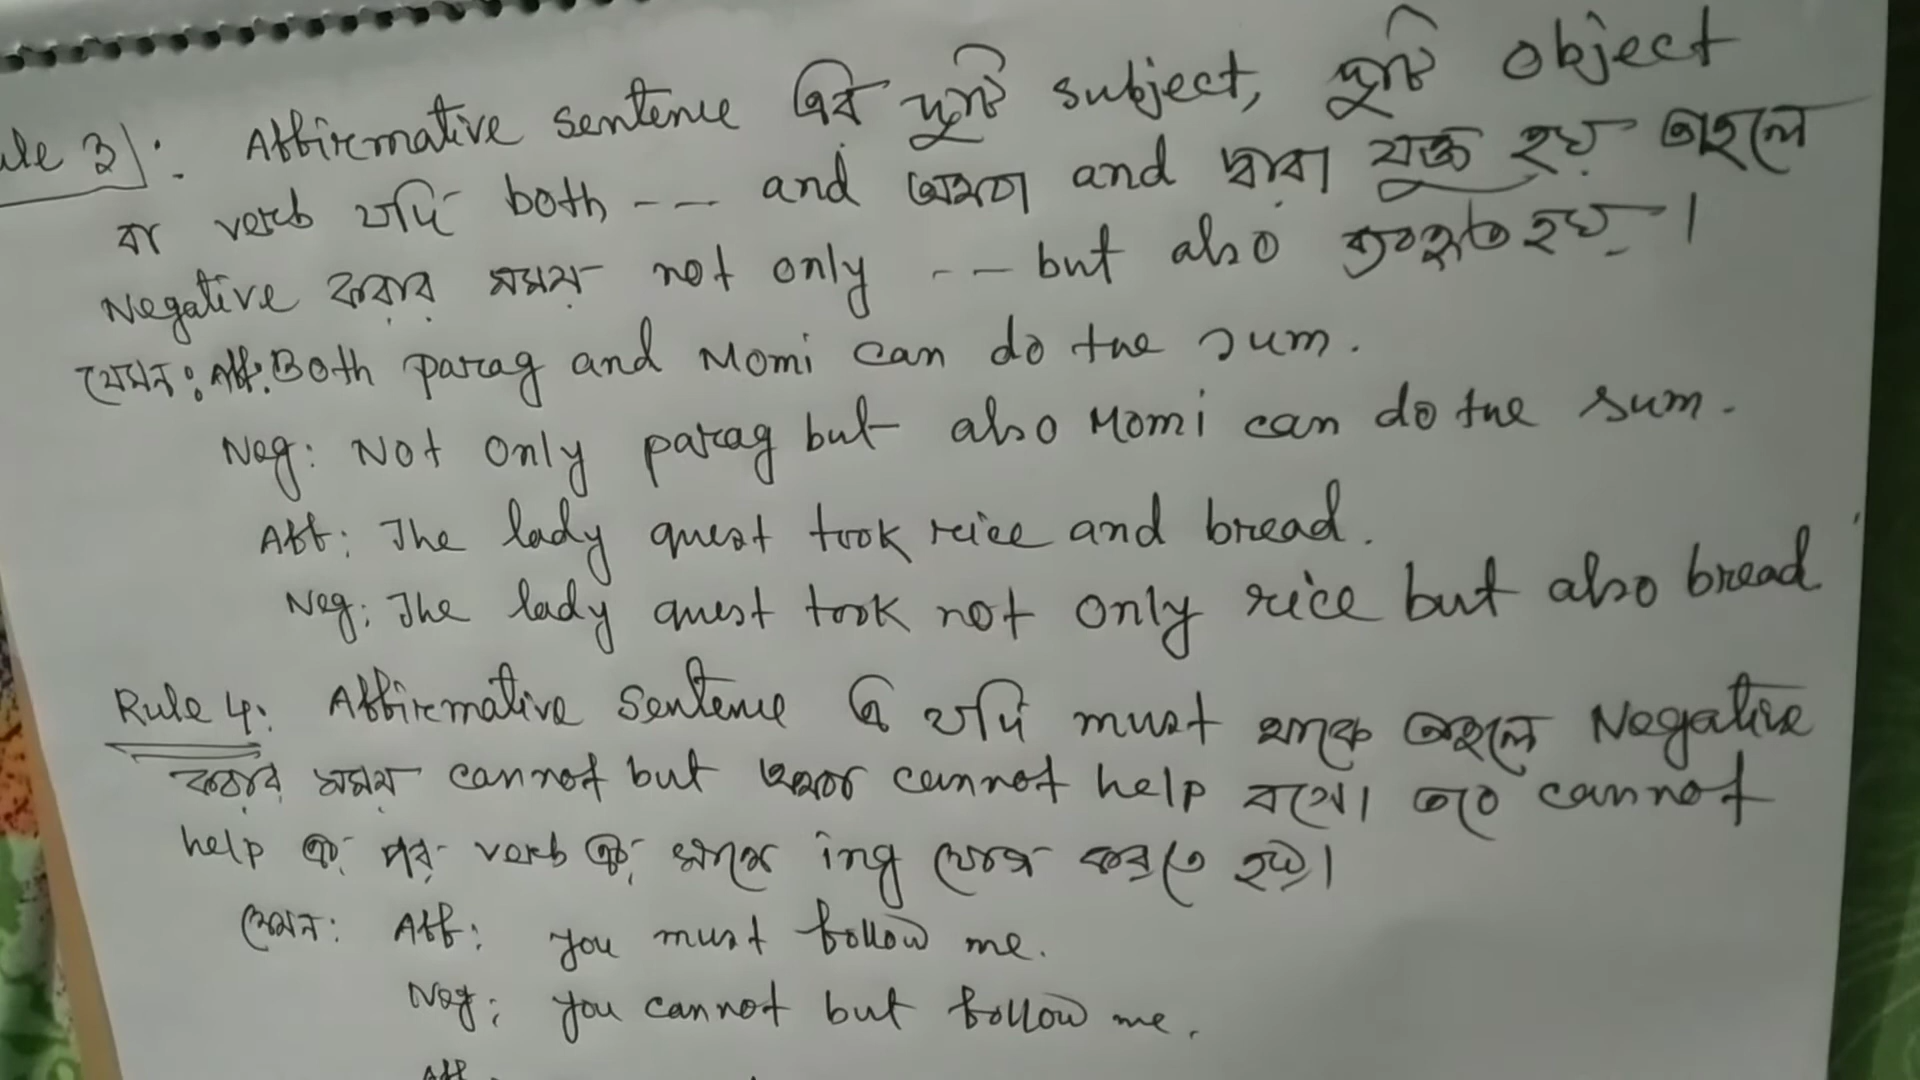 ule 3): Affirmative sentence এর দুটি subject, দুটি object
বা verb যদি both -- and অথবা and দ্বারা যুক্ত হয় তাহলে
Negative করার সময় not only -- but also ব্যবহৃত হয়।
যেমন: Aff: Both parag and Momi can do the sum.
Neg: Not only parag but also Momi can do the sum.
Aff: The lady quest took rice and bread.
Neg: The lady quest took not only rice but also bread
Rule 4: Affirmative Sentence এ যদি must থাকে তাহলে Negative
করার সময় cannot but অথবা cannot help বসে। তবে cannot
help এর পর verb এর সাথে ing যোগ করতে হয়।
যেমন: Aff: you must follow me.
Neg: you cannot but follow me.
Aff